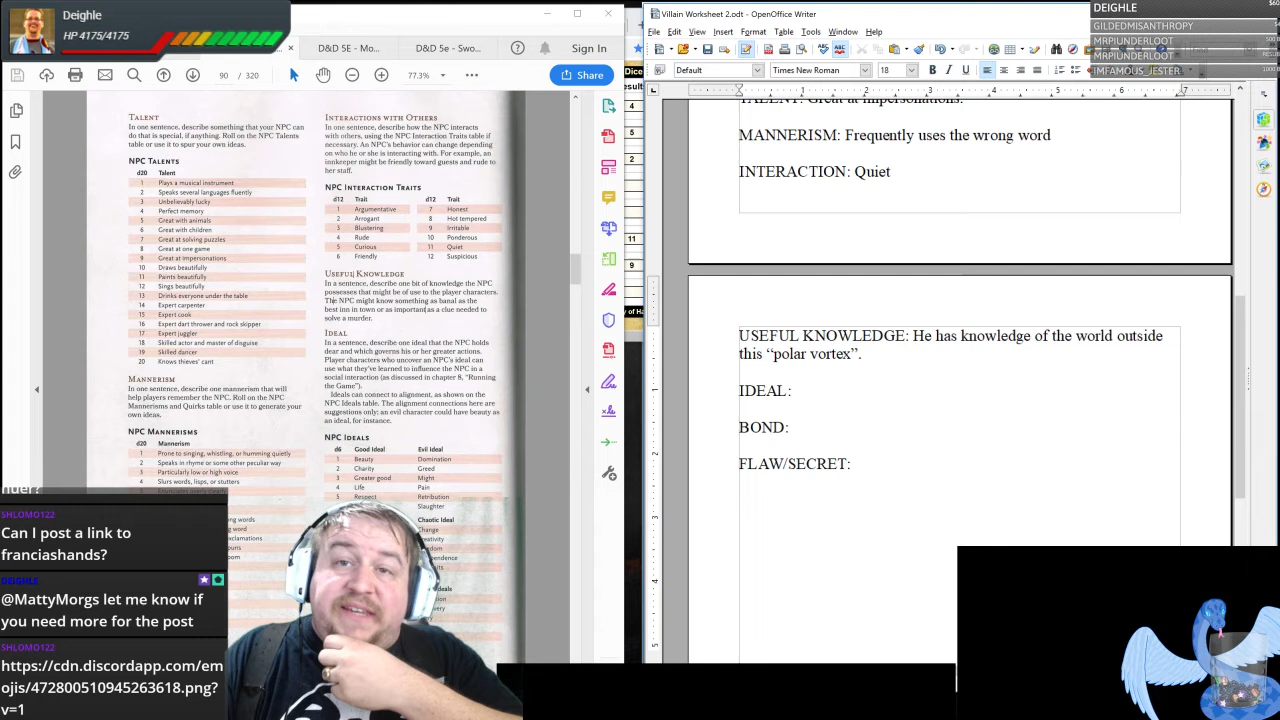 Deighle
HP 4175/4175
D&D 5E - Mo...
D&D5e - Swo...
Sign In
90 / 320
77.3%
Share
TALENT
In one sentence, describe something that your NPC can
do that is special, if anything. Roll on the NPC Talents
table or use it to spur your own ideas.
NPC TALENTS
d20 Talent
1 Plays a musical instrument
2 Speaks several languages fluently
3 Unbelievably lucky
4 Perfect memory
5 Great with animals
6 Great with children
7 Great at solving puzzles
8 Great at one game
9 Great at impersonations
10 Draws beautifully
11 Paints beautifully
12 Sings beautifully
13 Drinks everyone under the table
14 Expert carpenter
15 Expert cook
16 Expert dart thrower and rock skipper
17 Expert juggler
18 Skilled actor and master of disguise
19 Skilled dancer
20 Knows thieves' cant
MANNERISM
In one sentence, describe one mannerism that will
help players remember the NPC. Roll on the NPC
Mannerisms and Quirks table or use it to generate your
own ideas.
NPC MANNERISMS
d20 Mannerism
1 Prone to singing, whistling, or humming quietly
2 Speaks in rhyme or some other peculiar way
3 Particularly low or high voice
4 Slurs words, lisps, or stutters
INTERACTIONS WITH OTHERS
In one sentence, describe how the NPC interacts
with others, using the NPC Interaction Traits table if
necessary. An NPC's behavior can change depending
on who he or she is interacting with. For example, an
innkeeper might be friendly toward guests and rude to
her staff.
NPC INTERACTION TRAITS
d12 Trait d12 Trait
1 Argumentative 7 Honest
2 Arrogant 8 Hot tempered
3 Blustering 9 Irritable
4 Rude 10 Ponderous
5 Curious 11 Quiet
6 Friendly 12 Suspicious
USEFUL KNOWLEDGE
In a sentence, describe one bit of knowledge the NPC
possesses that might be of use to the player characters.
The NPC might know something as banal as the
best inn in town or as important as a clue needed to
solve a murder.
IDEAL
In a sentence, describe one ideal that the NPC holds
dear and which governs his or her greater actions.
Player characters who uncover an NPC's ideal can
use what they've learned to influence the NPC in a
social interaction (as discussed in chapter 8, "Running
the Game").
Ideals can connect to alignment, as shown on the
NPC Ideals table. The alignment connections here are
suggestions only; an evil character could have beauty as
an ideal, for instance.
NPC IDEALS
d6 Good Ideal Evil Ideal
1 Beauty Domination
2 Charity Greed
3 Greater good Might
4 Life Pain
5 Respect Retribution
Slaughter
Chaotic Ideal
Change
SHLOMO122
Can I post a link to
franciashands?
DEIGHLE
@MattyMorgs let me know if
you need more for the post
SHLOMO122
https://cdn.discordapp.com/em
ojis/472800510945263618.png?
v=1
Villain Worksheet 2.odt - OpenOffice Writer
File Edit View Insert Format Table Tools Window Help
Default
Times New Roman
18
TALENT: Great at impersonations.
MANNERISM: Frequently uses the wrong word
INTERACTION: Quiet
USEFUL KNOWLEDGE: He has knowledge of the world outside
this “polar vortex”.
IDEAL:
BOND:
FLAW/SECRET:
DEIGHLE
$60
GILDEDMISANTHROPY
MRPIUNDERLOOT
500
MRPIUNDERLOOT
IMFAMOUS_JESTER
1000